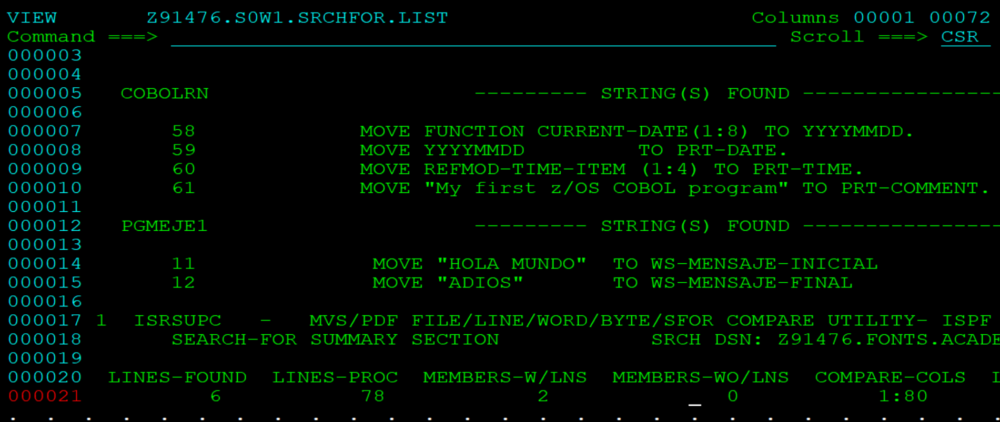 VIEW Z91476.S0W1.SRCHFOR.LIST Columns 00001 00072
Command ===> Scroll ===> CSR
000003
000004
000005 COBOLRN --------- STRING(S) FOUND ----------------
000006
000007 58 MOVE FUNCTION CURRENT-DATE(1:8) TO YYYYMMDD.
000008 59 MOVE YYYYMMDD TO PRT-DATE.
000009 60 MOVE REFMOD-TIME-ITEM (1:4) TO PRT-TIME.
000010 61 MOVE "My first z/OS COBOL program" TO PRT-COMMENT.
000011
000012 PGMEJE1 --------- STRING(S) FOUND ----------------
000013
000014 11 MOVE "HOLA MUNDO" TO WS-MENSAJE-INICIAL
000015 12 MOVE "ADIOS" TO WS-MENSAJE-FINAL
000016
000017 1 ISRSUPC - MVS/PDF FILE/LINE/WORD/BYTE/SFOR COMPARE UTILITY- ISPF
000018 SEARCH-FOR SUMMARY SECTION SRCH DSN: Z91476.FONTS.ACADE
000019
000020 LINES-FOUND LINES-PROC MEMBERS-W/LNS MEMBERS-WO/LNS COMPARE-COLS
000021 6 78 2 0 1:80